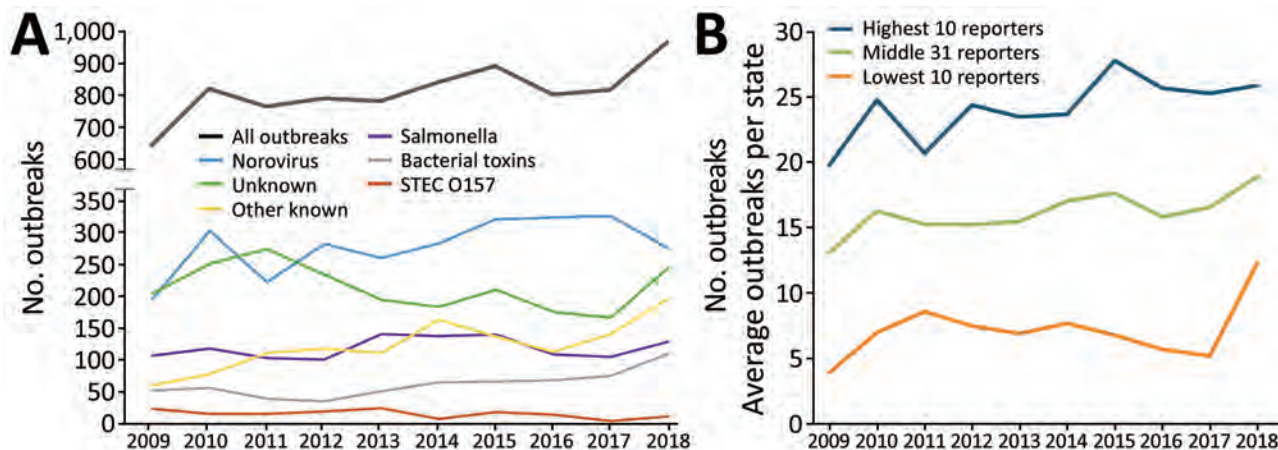 A
No. outbreaks
1,000
900
800
700
600
350
300
250
200
150
100
50
0
All outbreaks
Norovirus
Unknown
Other known
Salmonella
Bacterial toxins
STEC O157
2009 2010 2011 2012 2013 2014 2015 2016 2017 2018
B
No. outbreaks
Average outbreaks per state
30
25
20
15
10
5
0
Highest 10 reporters
Middle 31 reporters
Lowest 10 reporters
2009 2010 2011 2012 2013 2014 2015 2016 2017 2018